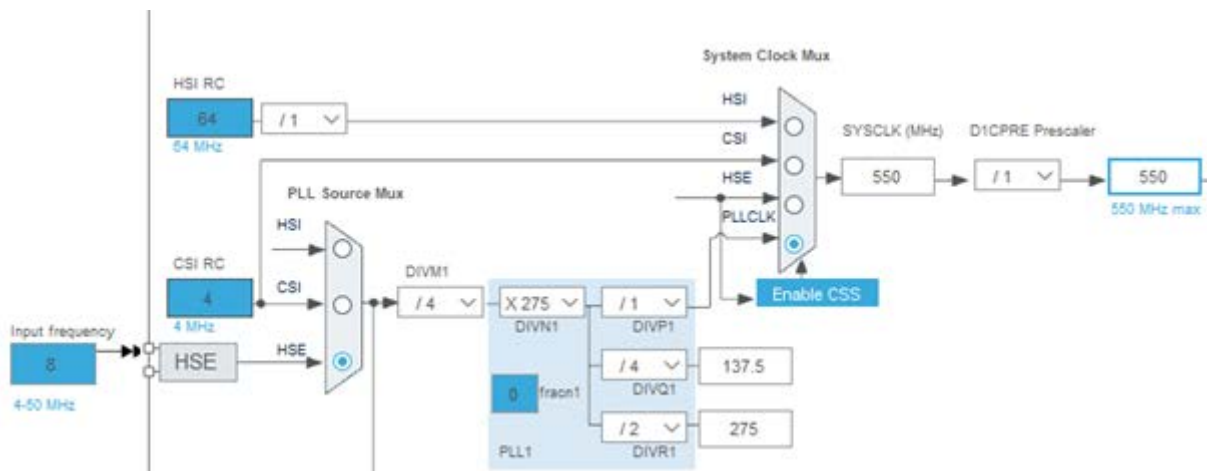 System Clock Mux
HSI RC
64
64 MHz
/ 1
HSI
CSI
HSE
PLLCLK
SYSCLK (MHz)
550
D1CPRE Prescaler
/ 1
550
550 MHz max
Enable CSS
PLL Source Mux
HSI
CSI
HSE
CSI RC
4
4 MHz
Input frequency
8
4-50 MHz
HSE
DIVM1
/ 4
X 275
DIVN1
/ 1
DIVP1
/ 4
DIVQ1
137.5
0
fracn1
/ 2
DIVR1
275
PLL1